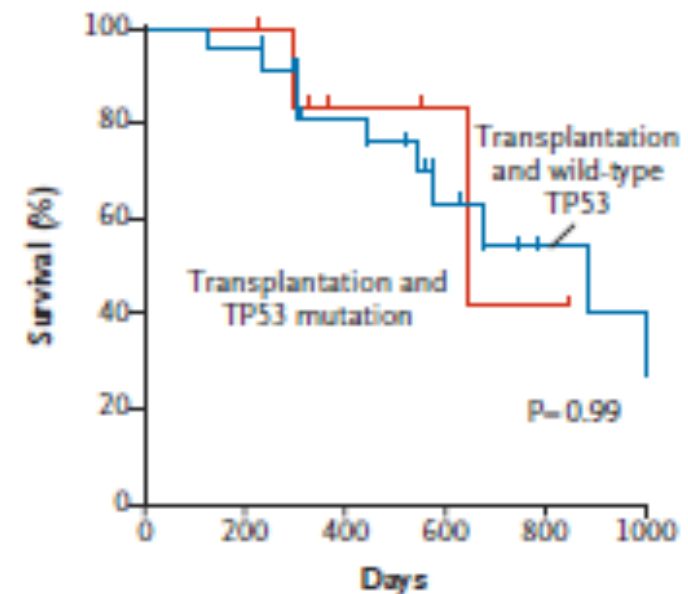 100
80
60
40
20
0
Survival (%)
Transplantation
and wild-type
TP53
Transplantation and
TP53 mutation
P=0.99
0 200 400 600 800 1000
Days